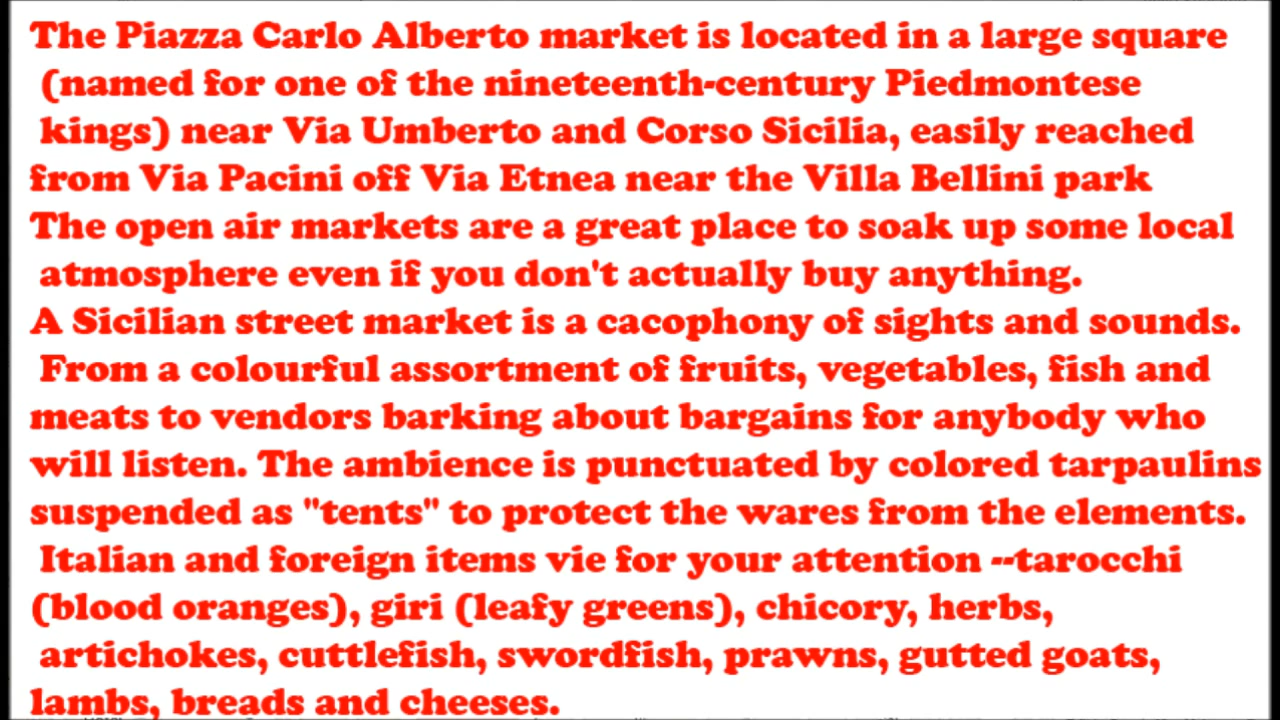 The Piazza Carlo Alberto market is located in a large square
(named for one of the nineteenth-century Piedmontese
kings) near Via Umberto and Corso Sicilia, easily reached
from Via Pacini off Via Etnea near the Villa Bellini park
The open air markets are a great place to soak up some local
atmosphere even if you don't actually buy anything.
A Sicilian street market is a cacophony of sights and sounds.
From a colourful assortment of fruits, vegetables, fish and
meats to vendors barking about bargains for anybody who
will listen. The ambience is punctuated by colored tarpaulins
suspended as "tents" to protect the wares from the elements.
Italian and foreign items vie for your attention --tarocchi
(blood oranges), giri (leafy greens), chicory, herbs,
artichokes, cuttlefish, swordfish, prawns, gutted goats,
lambs, breads and cheeses.